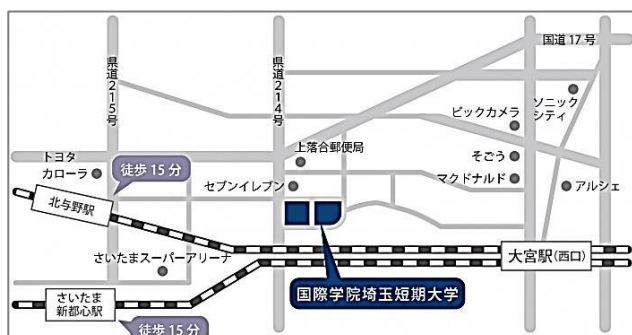 国道17号
県道215号
県道214号
ソニック
シティ
ビックカメラ
上落合郵便局
そごう
トヨタ
カローラ
徒歩15分
セブンイレブン
マクドナルド
アルシェ
北与野駅
さいたまスーパーアリーナ
大宮駅(西口)
国際学院埼玉短期大学
さいたま
新都心駅
徒歩15分